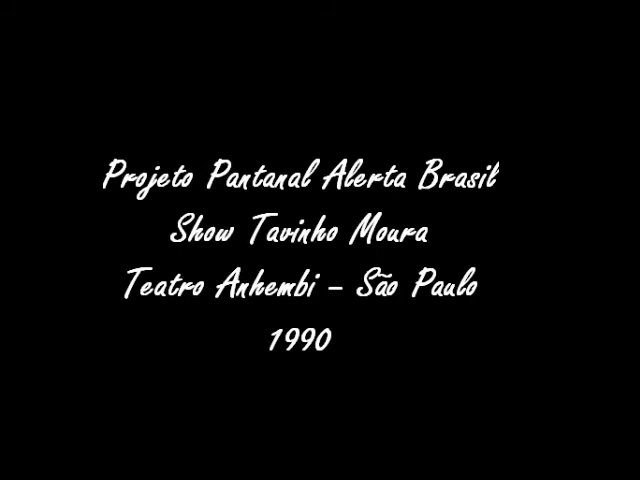 Projeto Pantanal Alerta Brasil
Show Tavinho Moura
Teatro Anhembi – São Paulo
1990